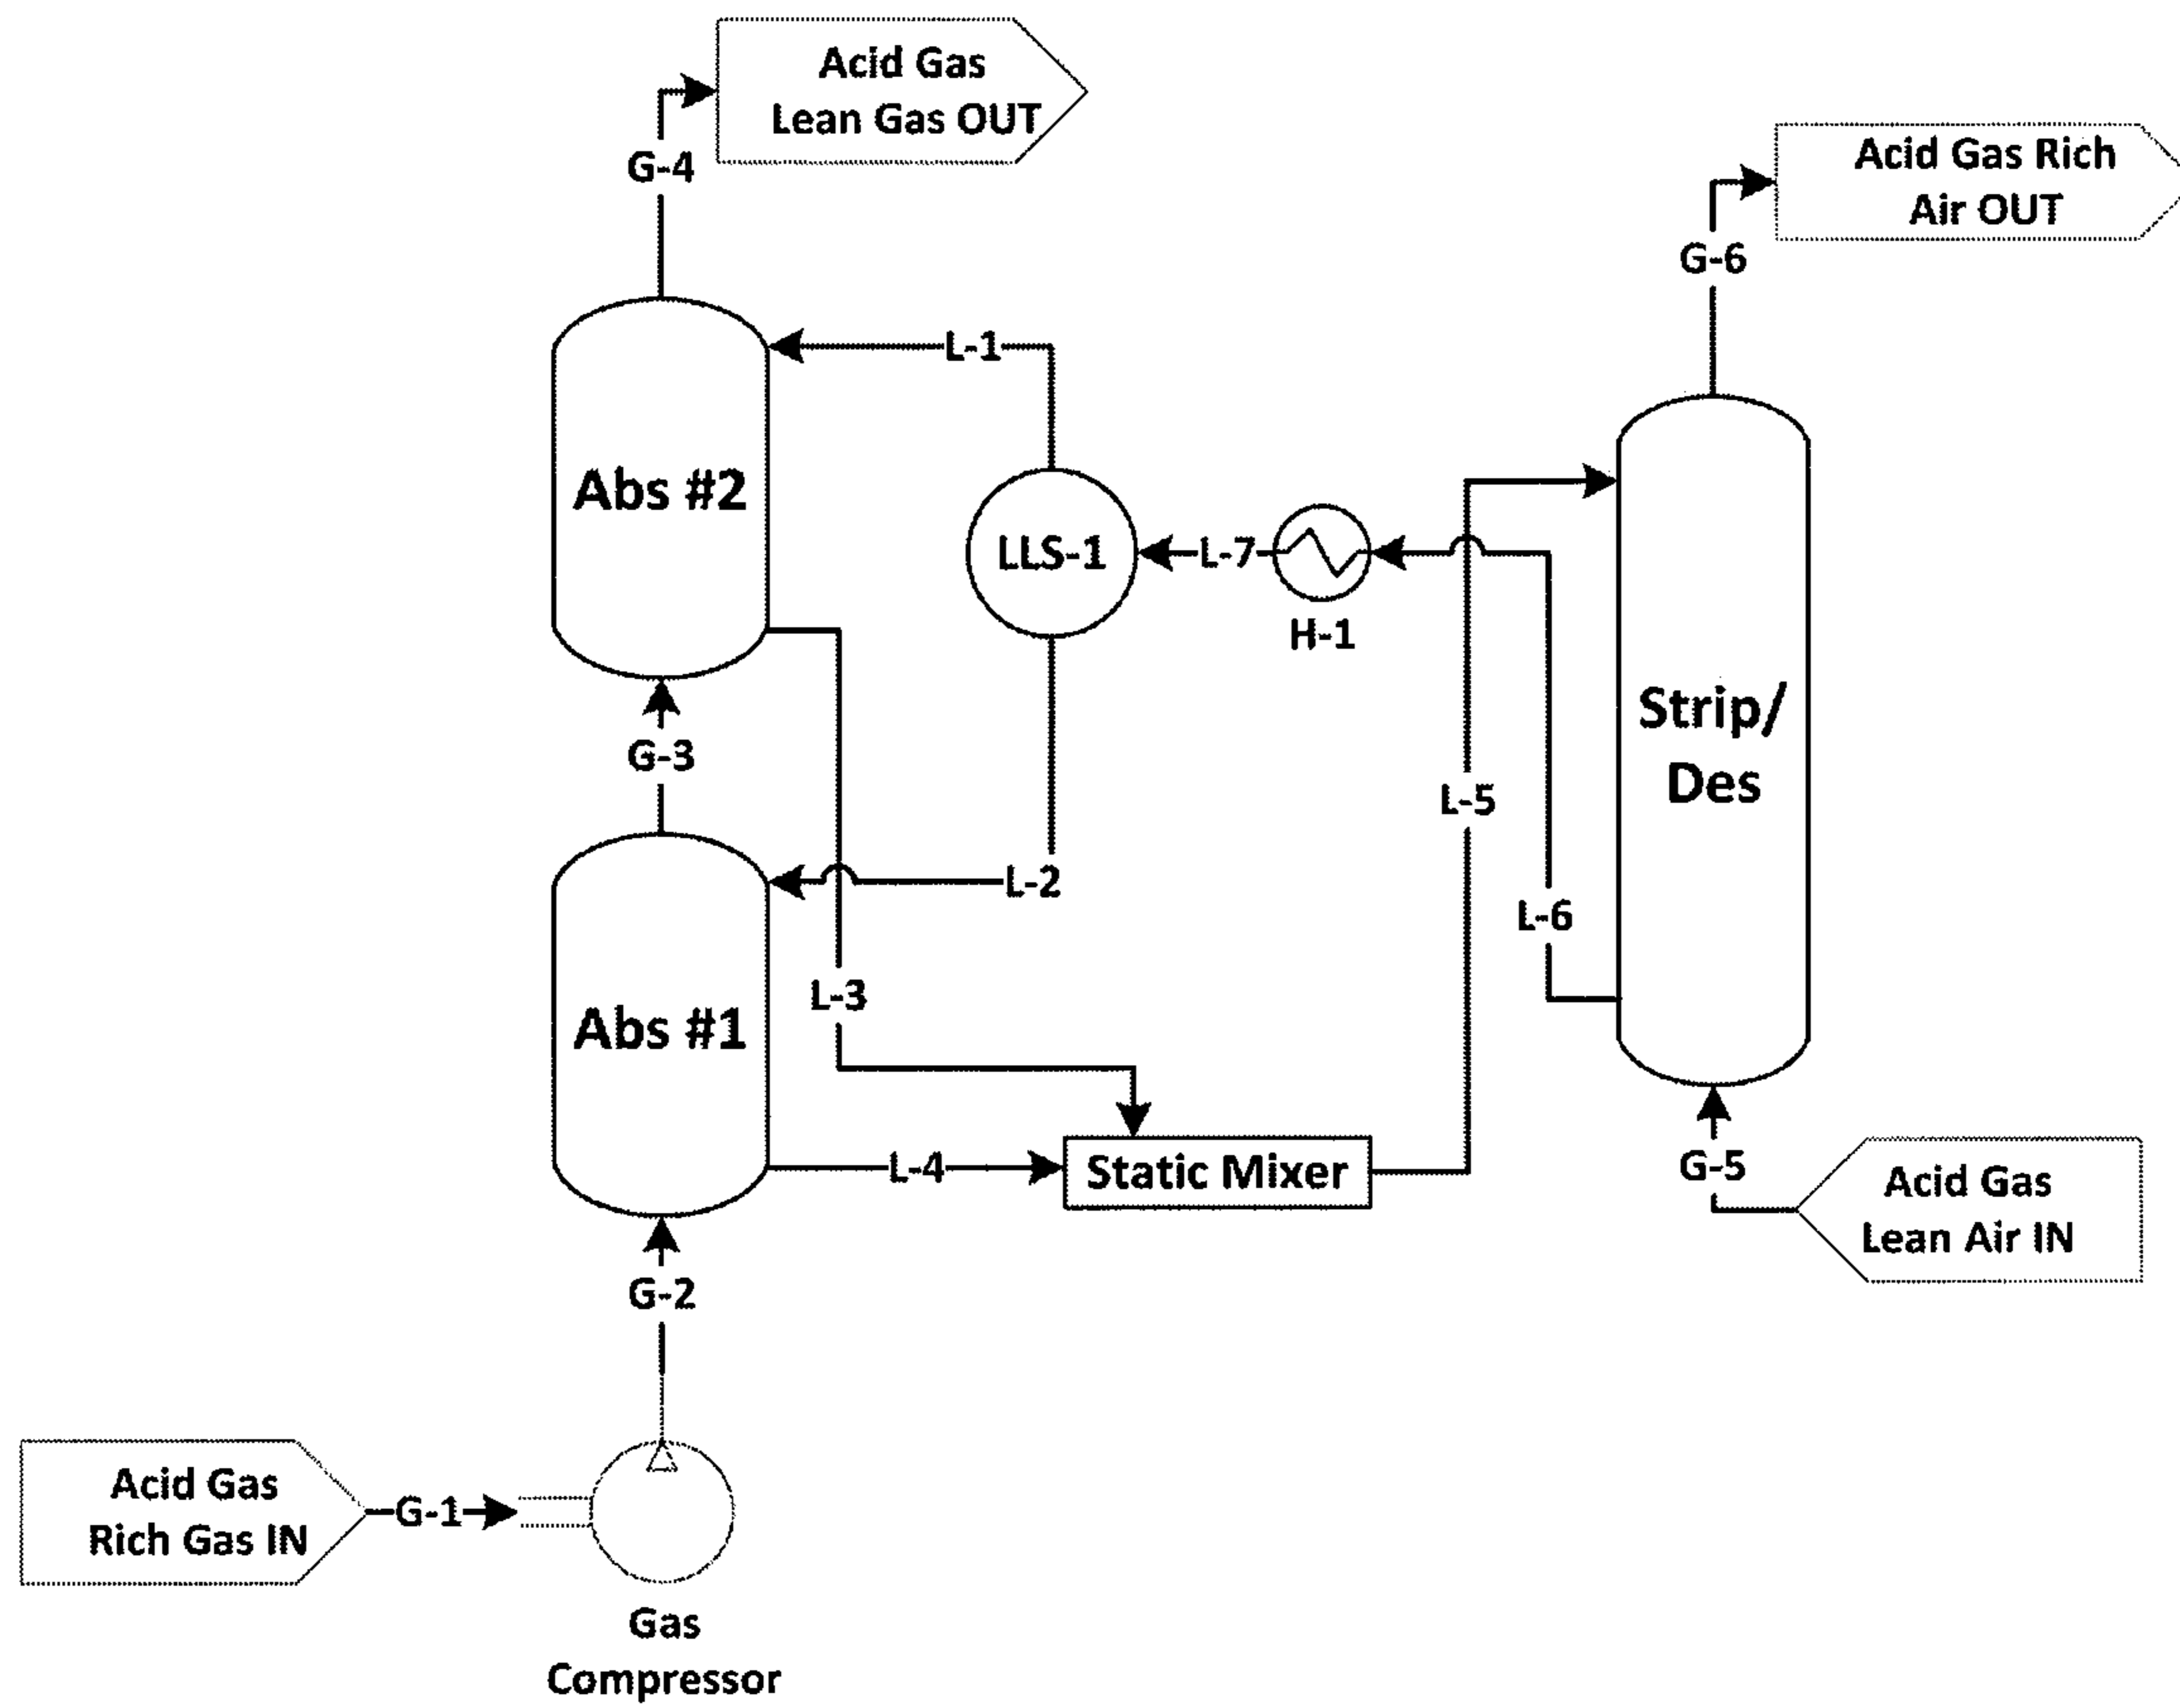 Acid Gas
Lean Gas OUT
G-4
Acid Gas Rich
Air OUT
G-6
L-1
Abs #2
LLS-1
L-7
H-1
Strip/
Des
G-3
L-5
L-2
L-6
L-3
Abs #1
L-4
Static Mixer
G-5
Acid Gas
Lean Air IN
G-2
Acid Gas
Rich Gas IN
G-1
Gas
Compressor